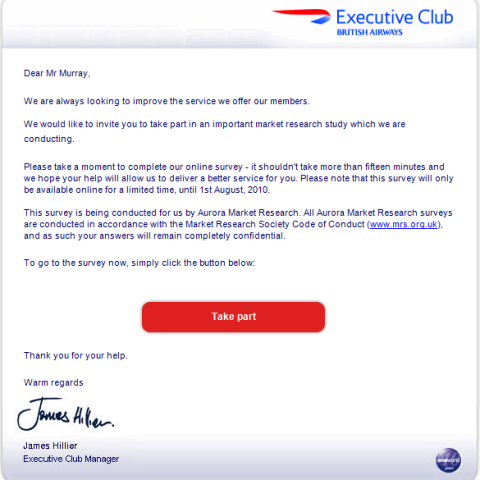 Executive Club
BRITISH AIRWAYS
Dear Mr Murray,
We are always looking to improve the service we offer our members.
We would like to invite you to take part in an important market research study which we are
conducting.
Please take a moment to complete our online survey - it shouldn't take more than fifteen minutes and
we hope your help will allow us to deliver a better service for you. Please note that this survey will only
be available online for a limited time, until 1st August, 2010.
This survey is being conducted for us by Aurora Market Research. All Aurora Market Research surveys
are conducted in accordance with the Market Research Society Code of Conduct (www.mrs.org.uk),
and as such your answers will remain completely confidential.
To go to the survey now, simply click the button below:
Take part
Thank you for your help.
Warm regards
James Hillier.
James Hillier
Executive Club Manager
oneworld